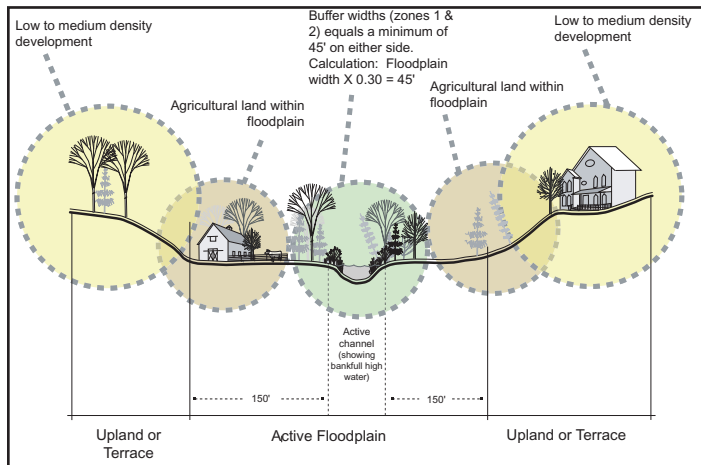 Low to medium density
development
Agricultural land within
floodplain
Buffer widths (zones 1 &
2) equals a minimum of
45' on either side.
Calculation: Floodplain
width X 0.30 = 45'
Agricultural land within
floodplain
Low to medium density
development
Active
channel
(showing
bankfull high
water)
150'
150'
Upland or
Terrace
Active Floodplain
Upland or Terrace